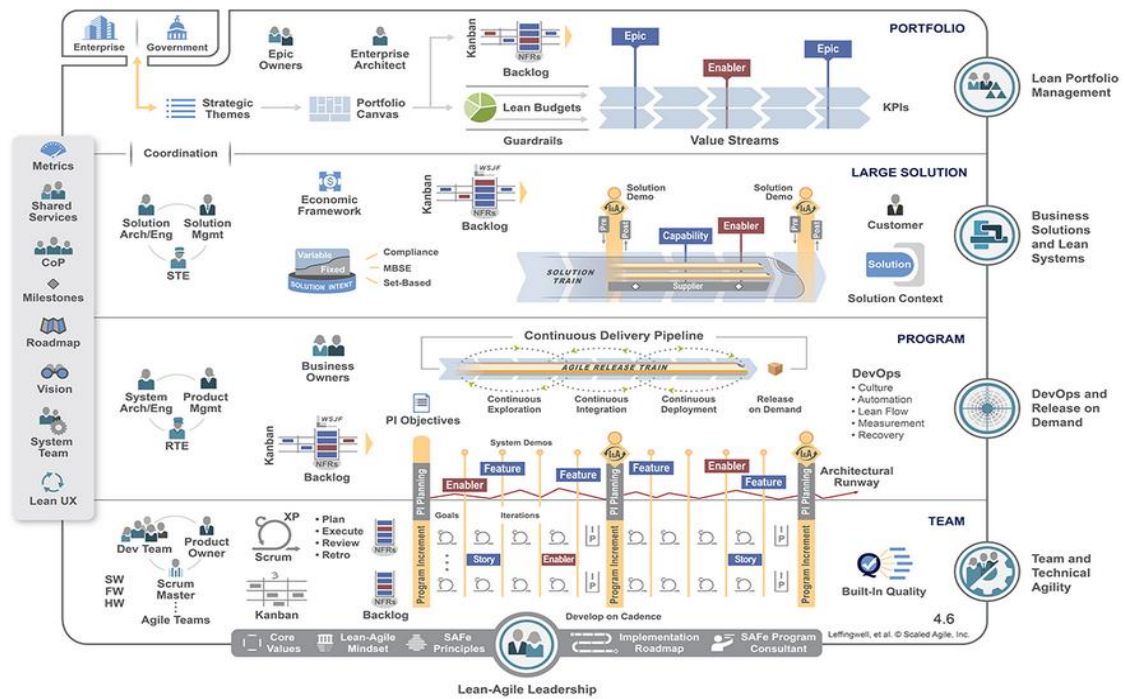 Enterprise
Government
PORTFOLIO
Epic
Owners
Enterprise
Architect
Kanban
NFRs
Backlog
Epic
Enabler
Epic
Lean Portfolio
Management
Strategic
Themes
Portfolio
Canvas
Lean Budgets
Guardrails
Value Streams
KPIs
Metrics
Shared
Services
CoP
Milestones
Roadmap
Vision
System
Team
Lean UX
Coordination
LARGE SOLUTION
Solution
Arch/Eng
Solution
Mgmt
STE
Economic
Framework
Variable
Fixed
SOLUTION INTENT
Compliance
MBSE
Set-Based
Kanban
WSJF
NFRs
Backlog
Solution
Demo
I&A
Pre
Post
Capability
Enabler
Solution
Demo
I&A
Pre
Post
SOLUTION
TRAIN
Supplier
Customer
Solution
Solution Context
Business
Solutions
and Lean
Systems
PROGRAM
System
Arch/Eng
Product
Mgmt
RTE
Business
Owners
Continuous Delivery Pipeline
AGILE RELEASE TRAIN
Continuous
Exploration
Continuous
Integration
Continuous
Deployment
Release
on Demand
DevOps
• Culture
• Automation
• Lean Flow
• Measurement
• Recovery
DevOps and
Release on
Demand
Kanban
WSJF
NFRs
Backlog
PI Objectives
System Demos
PI Planning
Enabler
Feature
Feature
I&A
PI Planning
Feature
Enabler
Feature
I&A
PI Planning
Architectural
Runway
TEAM
Dev Team
Product
Owner
Scrum
Master
Agile Teams
SW
FW
HW
XP
Scrum
• Plan
• Execute
• Review
• Retro
Kanban
NFRs
NFRs
Backlog
Program Increment
Goals
Iterations
Story
Enabler
I P
I P
Program Increment
Story
I P
I P
Program Increment
Develop on Cadence
Built-In Quality
Team and
Technical
Agility
4.6
Leffingwell, et al. © Scaled Agile, Inc.
Core
Values
Lean-Agile
Mindset
SAFe
Principles
Implementation
Roadmap
SAFe Program
Consultant
Lean-Agile Leadership